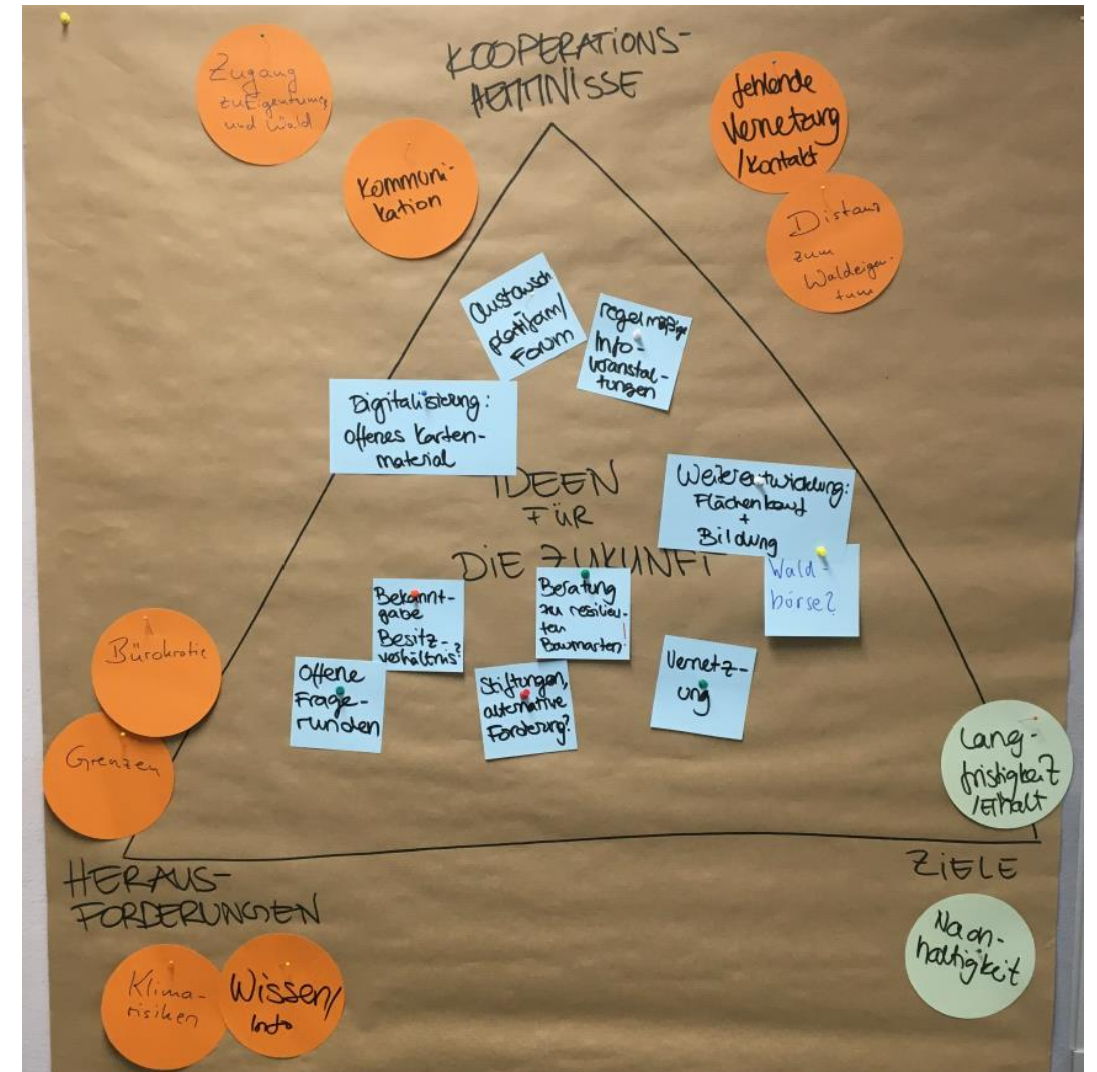 KOOPERATIONS-
HEMMNISSE
Zugang
zu Eigentum
und Wald
Kommuni-
kation
fehlende
Vernetzung
/Kontakt
Distanz
zum
Waldeigen-
tum
Austausch
plattform/
Forum
regelmäßige
Info-
veranstal-
tungen
Digitalisierung:
Offenes Karten-
material
IDEEN
FÜR
DIE ZUKUNFT
Weiterentwicklung:
Flächenkauf
+
Bildung
Wald-
börse?
Bekannt-
gabe
Besitz-
verhältnis?
Beratung
zu resilien-
ten
Baumarten
Offene
Frage-
runden
Stiftungen,
alternative
Förderung?
Vernetz-
ung
Bürokratie
Grenzen
HERAUS-
FORDERUNGEN
Klima-
risiken
Wissen/
Info
Lang-
fristigkeit
/Erhalt
ZIELE
Nach-
haltigkeit